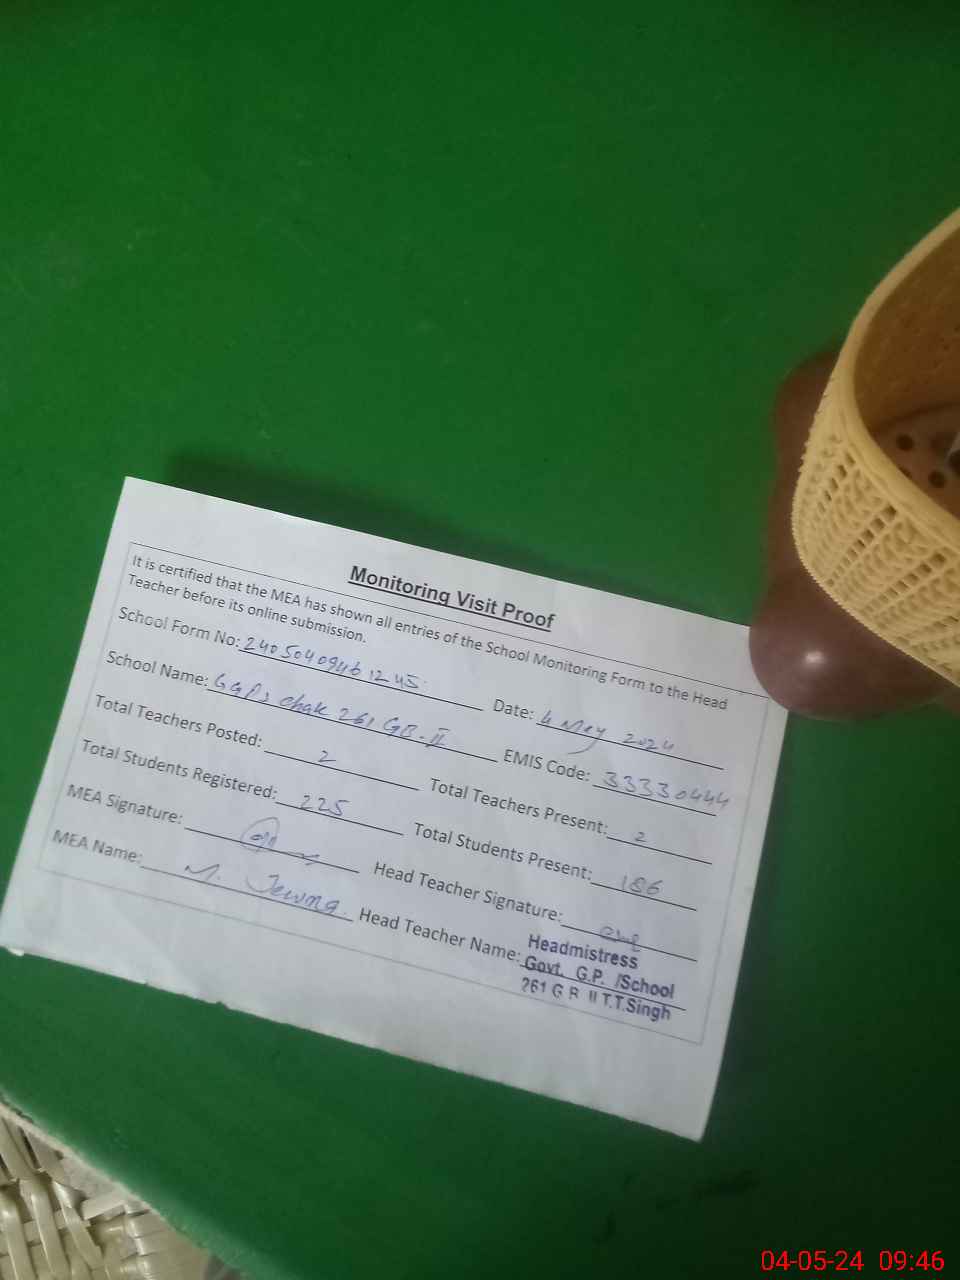 Monitoring Visit Proof
It is certified that the MEA has shown all entries of the School Monitoring Form to the Head
Teacher before its online submission.
School Form No: 24050409461245 Date: 4 May 2024
School Name: GGPS Chak 261 GB-II EMIS Code: 33330444
Total Teachers Posted: 2 Total Teachers Present: 2
Total Students Registered: 225 Total Students Present: 186
MEA Signature: Head Teacher Signature:
MEA Name: M. Head Teacher Name: Headmistress
Govt. G.P. /School
261 G B II T.T.Singh
04-05-24 09:46